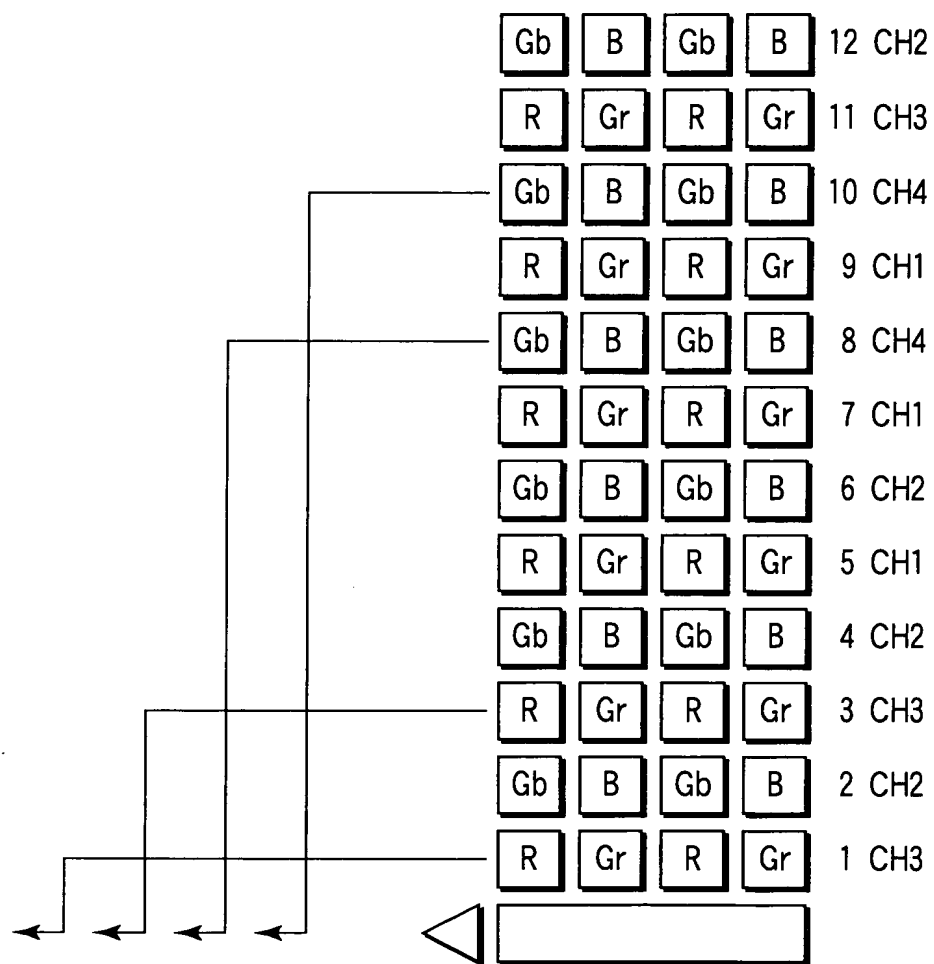 Gb B Gb B 12 CH2
R Gr R Gr 11 CH3
Gb B Gb B 10 CH4
R Gr R Gr 9 CH1
Gb B Gb B 8 CH4
R Gr R Gr 7 CH1
Gb B Gb B 6 CH2
R Gr R Gr 5 CH1
Gb B Gb B 4 CH2
R Gr R Gr 3 CH3
Gb B Gb B 2 CH2
R Gr R Gr 1 CH3